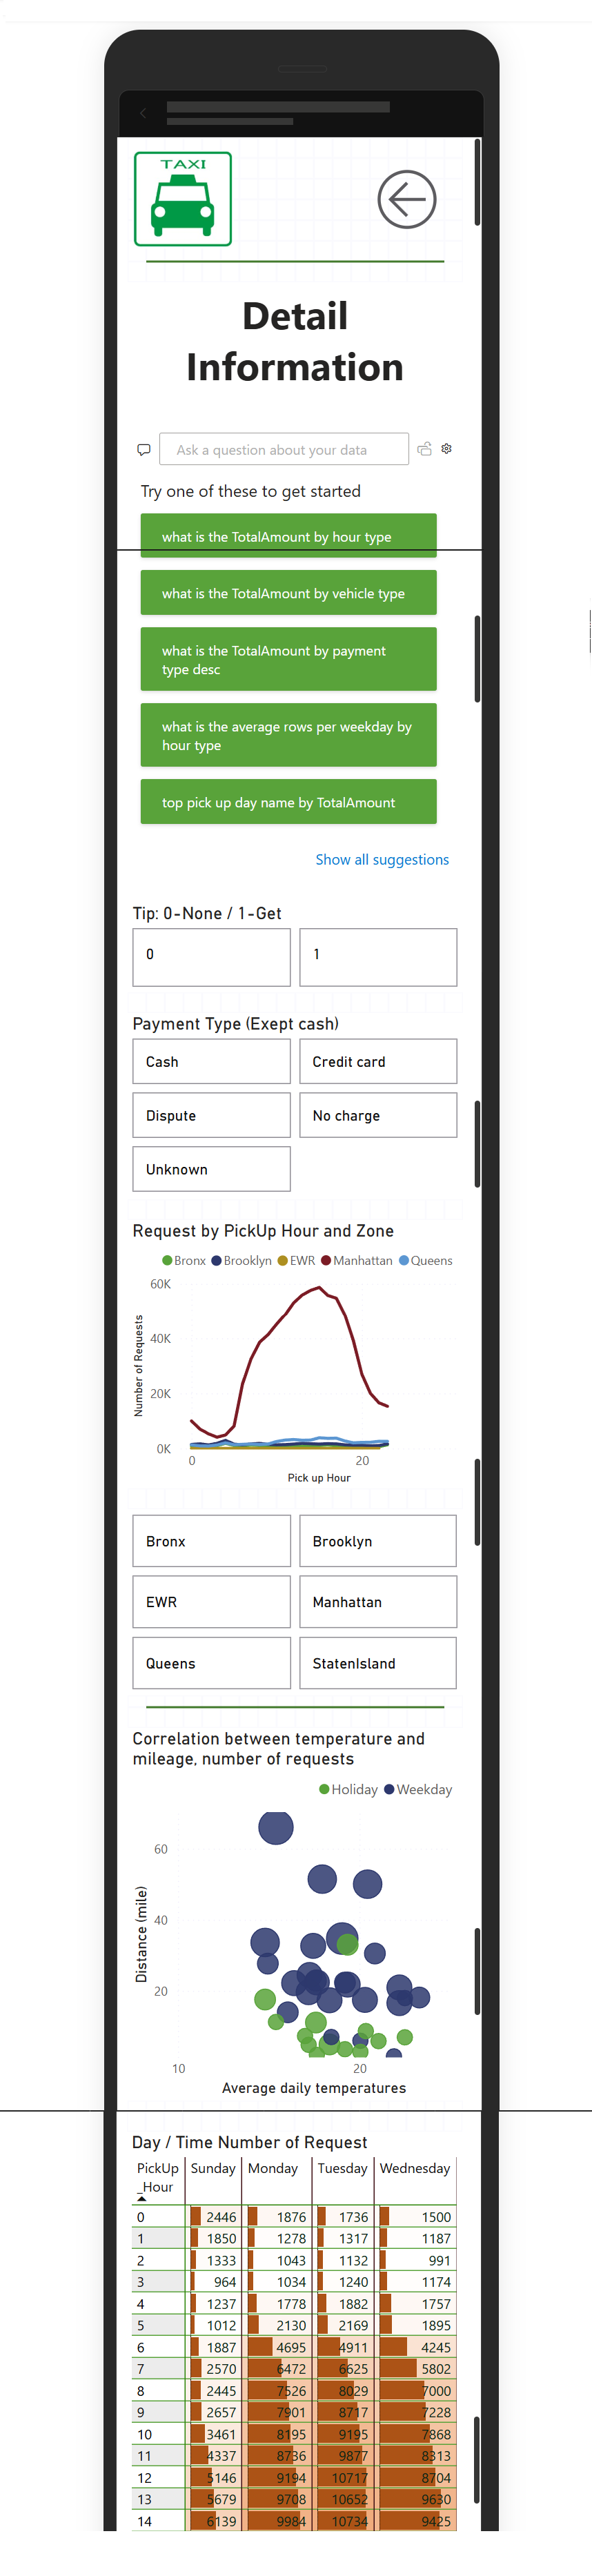 TAXI
Detail
Information
Ask a question about your data
Try one of these to get started
what is the TotalAmount by hour type
what is the TotalAmount by vehicle type
what is the TotalAmount by payment
type desc
what is the average rows per weekday by
hour type
top pick up day name by TotalAmount
Show all suggestions
Tip: 0-None / 1-Get
0 1
Payment Type (Exept cash)
Cash Credit card
Dispute No charge
Unknown
Request by PickUp Hour and Zone
Bronx Brooklyn EWR Manhattan Queens
60K
40K
20K
0K
Number of Requests
0 20
Pick up Hour
Bronx Brooklyn
EWR Manhattan
Queens StatenIsland
Correlation between temperature and
mileage, number of requests
Holiday Weekday
60
40
20
Distance (mile)
10 20
Average daily temperatures
Day / Time Number of Request
PickUp Sunday Monday Tuesday Wednesday
_Hour
0 2446 1876 1736 1500
1 1850 1278 1317 1187
2 1333 1043 1132 991
3 964 1034 1240 1174
4 1237 1778 1882 1757
5 1012 2130 2169 1895
6 1887 4695 4911 4245
7 2570 6472 6625 5802
8 2445 7526 8029 7000
9 2657 7901 8717 7228
10 3461 8195 9195 7868
11 4337 8736 9877 8313
12 5146 9194 10717 8704
13 5679 9708 10652 9630
14 6139 9984 10734 9425